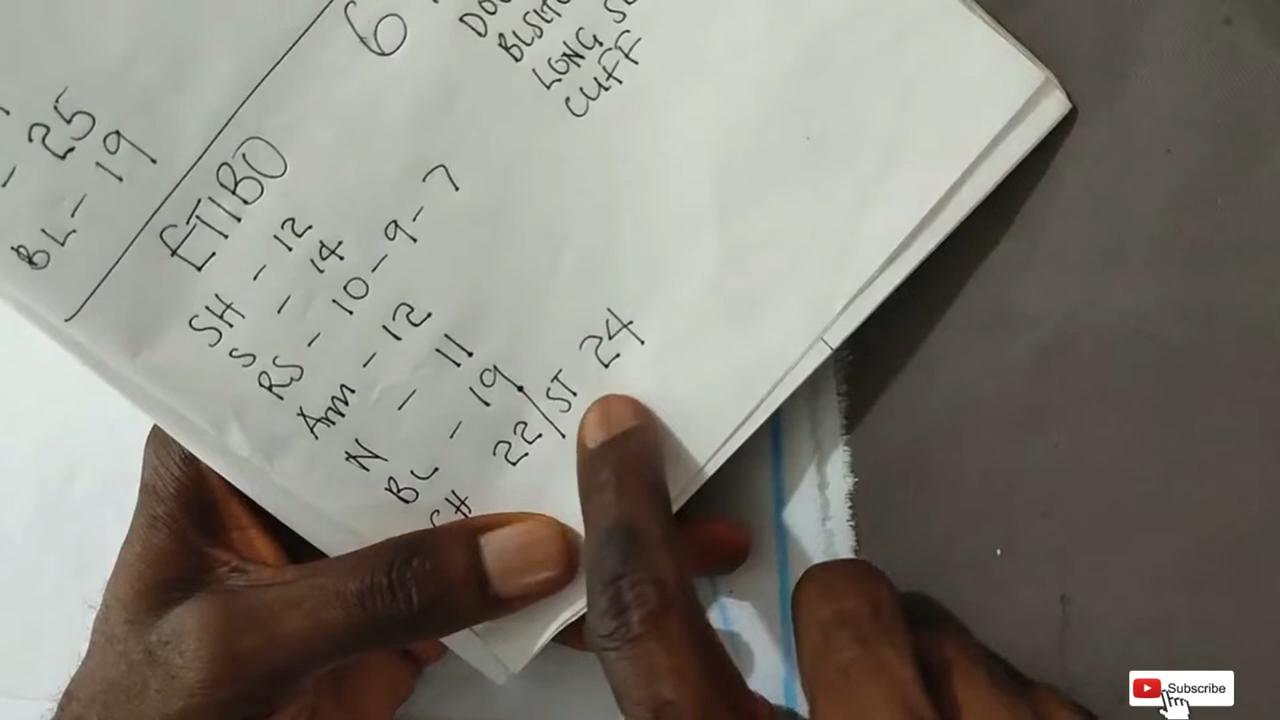 - 25
BL - 19
6
CUFF
ETIBO
SH - 12
S - 14
RS - 10 - 9 - 7
Arm - 12
N - 11
BL - 19
CH 22/ST 24
LONG
Subscribe